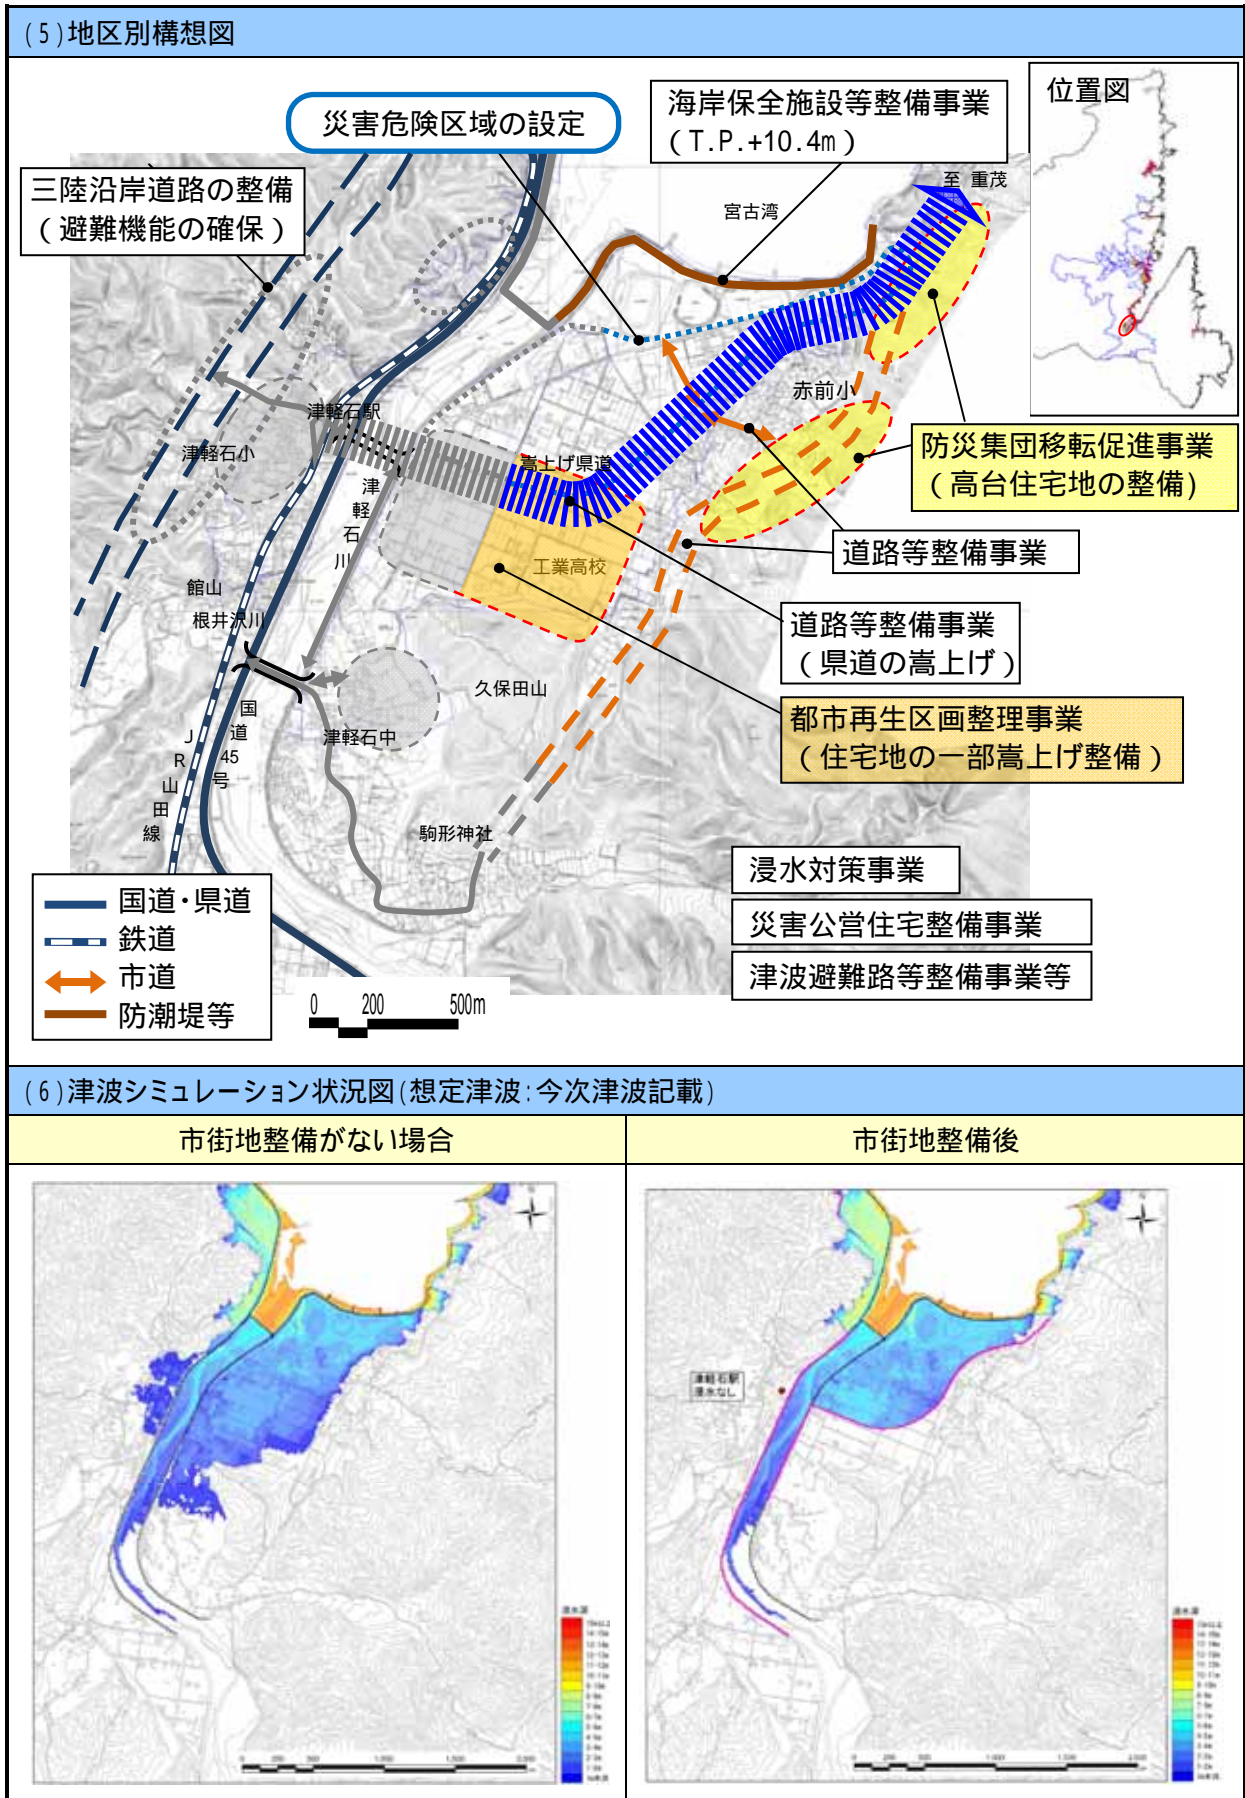 (5)地区別構想図
災害危険区域の設定
海岸保全施設等整備事業
(T.P.+10.4m)
位置図
三陸沿岸道路の整備
(避難機能の確保)
至 重茂
宮古湾
赤前小
津軽石駅
津軽石小
嵩上げ県道
津軽石川
防災集団移転促進事業
(高台住宅地の整備)
道路等整備事業
工業高校
館山
根井沢川
道路等整備事業
(県道の嵩上げ)
久保田山
国道45号
津軽石中
都市再生区画整理事業
(住宅地の一部嵩上げ整備)
JR山田線
駒形神社
浸水対策事業
災害公営住宅整備事業
津波避難路等整備事業等
国道・県道
鉄道
市道
防潮堤等
0 200 500m
(6)津波シミュレーション状況図(想定津波:今次津波記載)
市街地整備がない場合
市街地整備後
津軽石駅
浸水なし